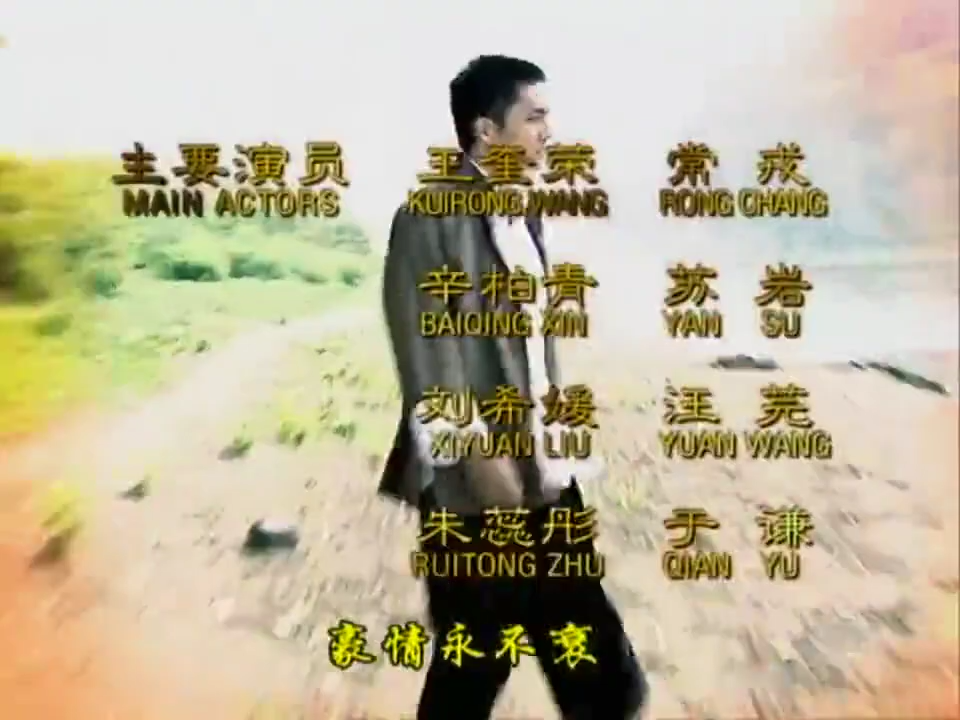 主要演员 王奎荣 常戎
MAIN ACTORS KUIRONG WANG RONG CHANG
辛柏青 苏岩
BAIQING XIN YAN SU
刘希媛 汪芫
XIYUAN LIU YUAN WANG
朱蕊彤 于谦
RUITONG ZHU QIAN YU
豪情永不衰